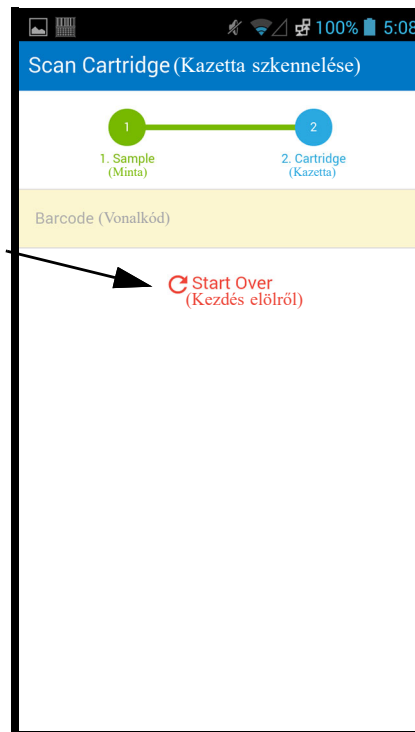 100% 5:08
Scan Cartridge (Kazetta szkennelése)
1 2
1. Sample 2. Cartridge
(Minta) (Kazetta)
Barcode (Vonalkód)
Start Over
(Kezdés elölről)